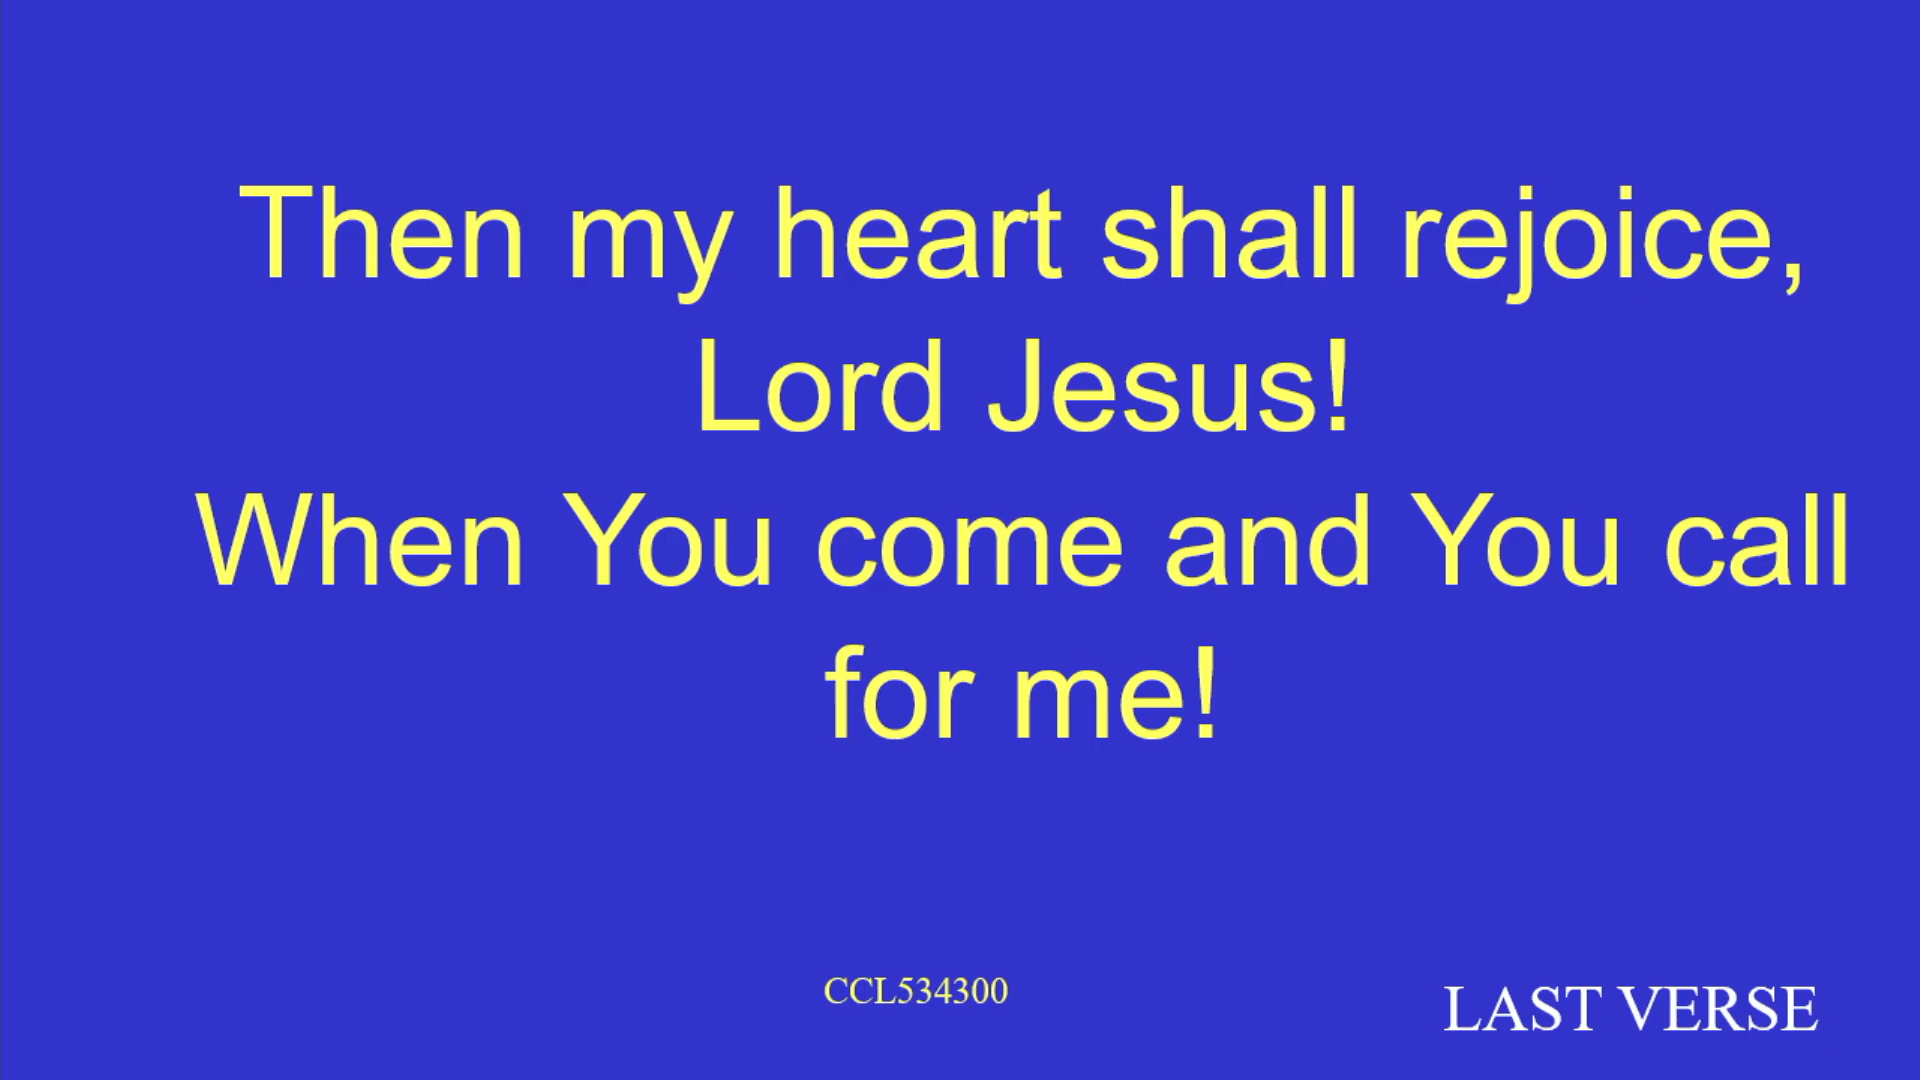 Then my heart shall rejoice,
Lord Jesus!
When You come and You call
for me!
CCL534300
LAST VERSE